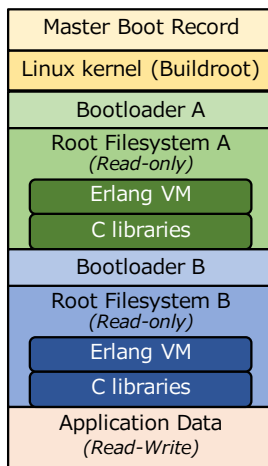 Master Boot Record
Linux kernel (Buildroot)
Bootloader A
Root Filesystem A
(Read-only)
Erlang VM
C libraries
Bootloader B
Root Filesystem B
(Read-only)
Erlang VM
C libraries
Application Data
(Read-Write)